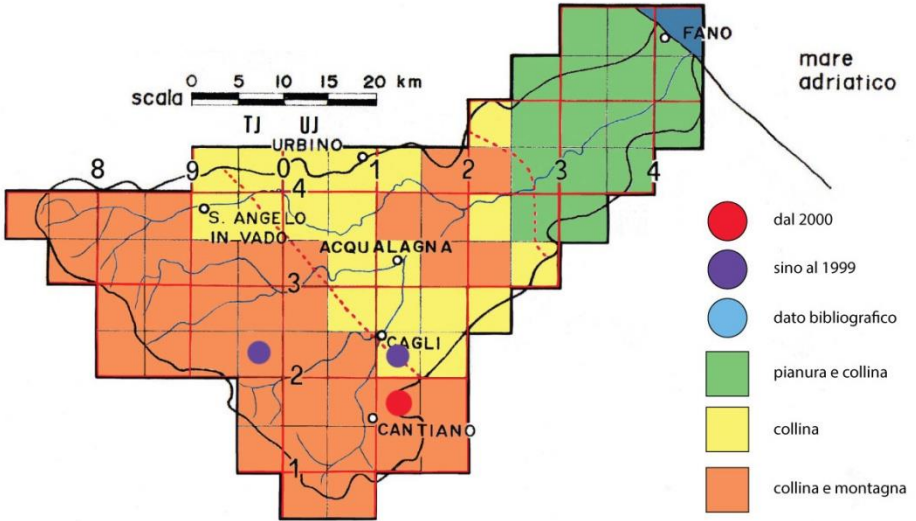 FANO
mare
adriatico
0 5 10 15 20 km
scala
TJ UJ
URBINO
8 9 0 1 2 3 4
4
S. ANGELO
IN VADO
ACQUALAGNA
3
CAGLI
2
CANTIANO
1
dal 2000
sino al 1999
dato bibliografico
pianura e collina
collina
collina e montagna